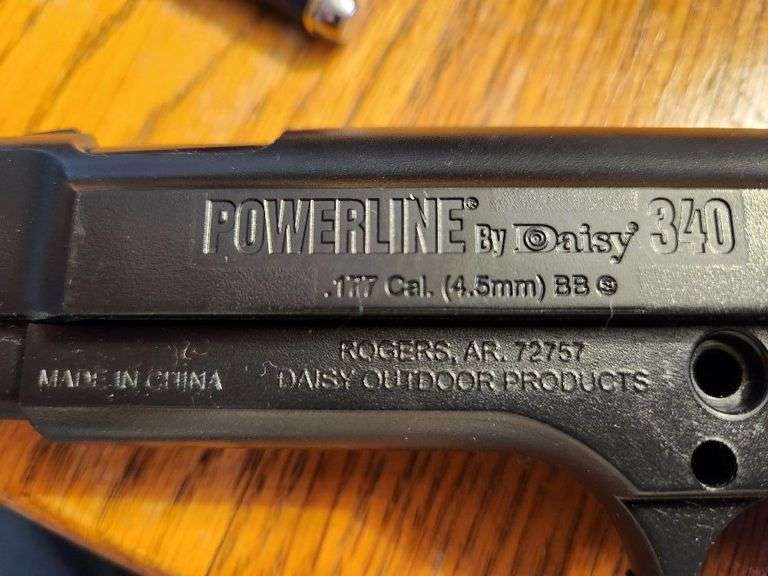 POWERLINE® By Daisy® 340
.177 Cal. (4.5mm) BB
ROGERS, AR. 72757
MADE IN CHINA DAISY OUTDOOR PRODUCTS